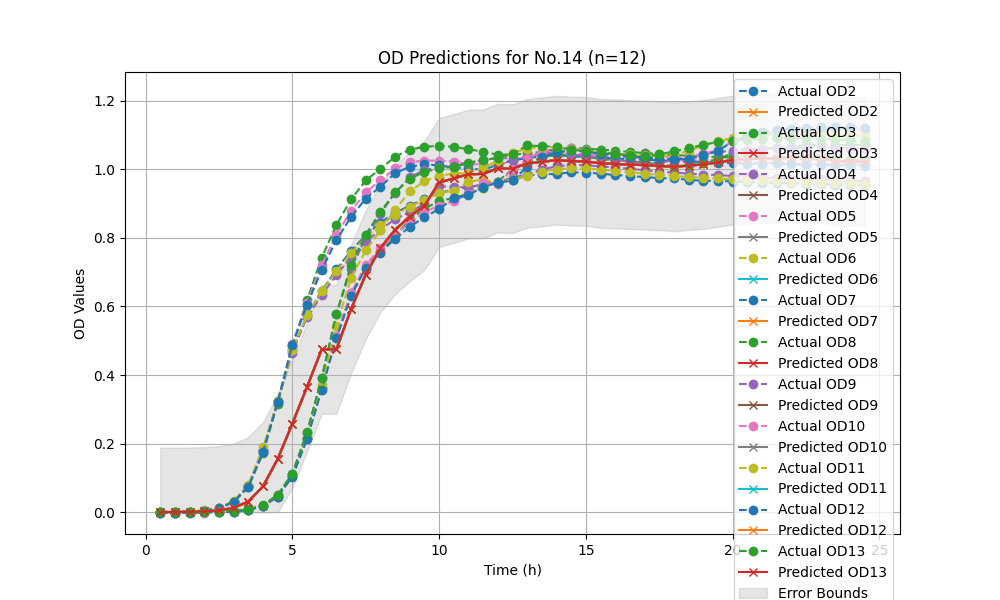 OD Predictions for No.14 (n=12)
OD Values
1.2
1.0
0.8
0.6
0.4
0.2
0.0
0
5
10
15
20
25
Time (h)
Actual OD2
Predicted OD2
Actual OD3
Predicted OD3
Actual OD4
Predicted OD4
Actual OD5
Predicted OD5
Actual OD6
Predicted OD6
Actual OD7
Predicted OD7
Actual OD8
Predicted OD8
Actual OD9
Predicted OD9
Actual OD10
Predicted OD10
Actual OD11
Predicted OD11
Actual OD12
Predicted OD12
Actual OD13
Predicted OD13
Error Bounds